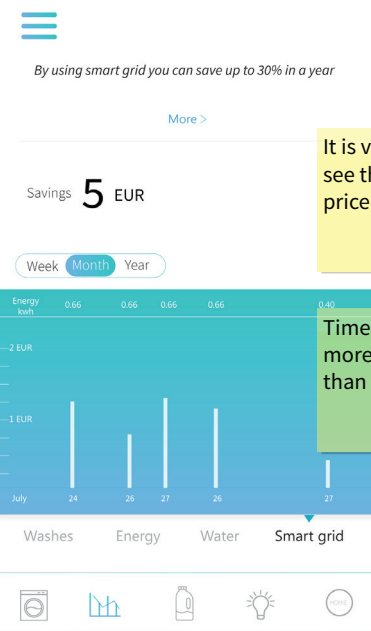 By using smart grid you can save up to 30% in a year
More >
It is v
see th
price
Savings 5 EUR
Week Month Year
Energy kwh 0.66 0.66 0.66 0.66 0.40
Time
more
than
2 EUR
1 EUR
July 24 26 27 26 27
Washes Energy Water Smart grid
HOME